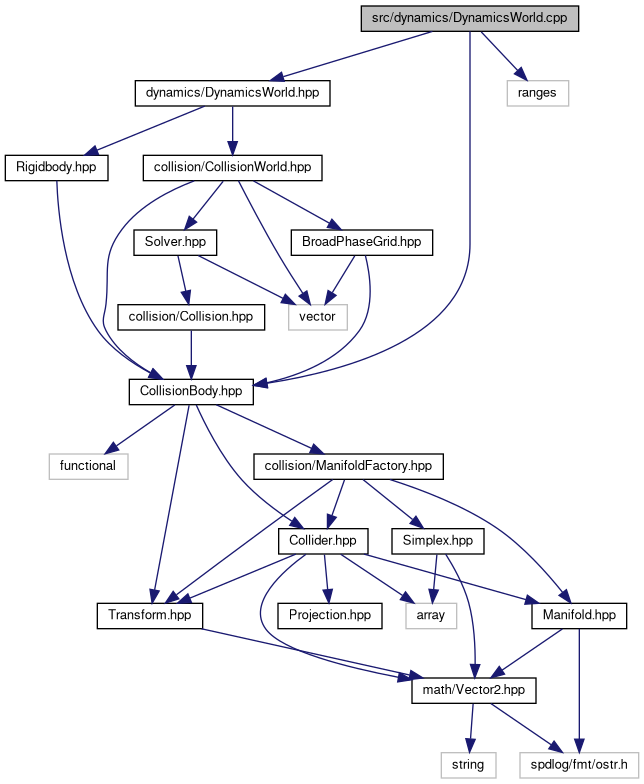 src/dynamics/DynamicsWorld.cpp
dynamics/DynamicsWorld.hpp
ranges
Rigidbody.hpp
collision/CollisionWorld.hpp
Solver.hpp
BroadPhaseGrid.hpp
collision/Collision.hpp
vector
CollisionBody.hpp
functional
collision/ManifoldFactory.hpp
Collider.hpp
Simplex.hpp
Transform.hpp
Projection.hpp
array
Manifold.hpp
math/Vector2.hpp
string
spdlog/fmt/ostr.h